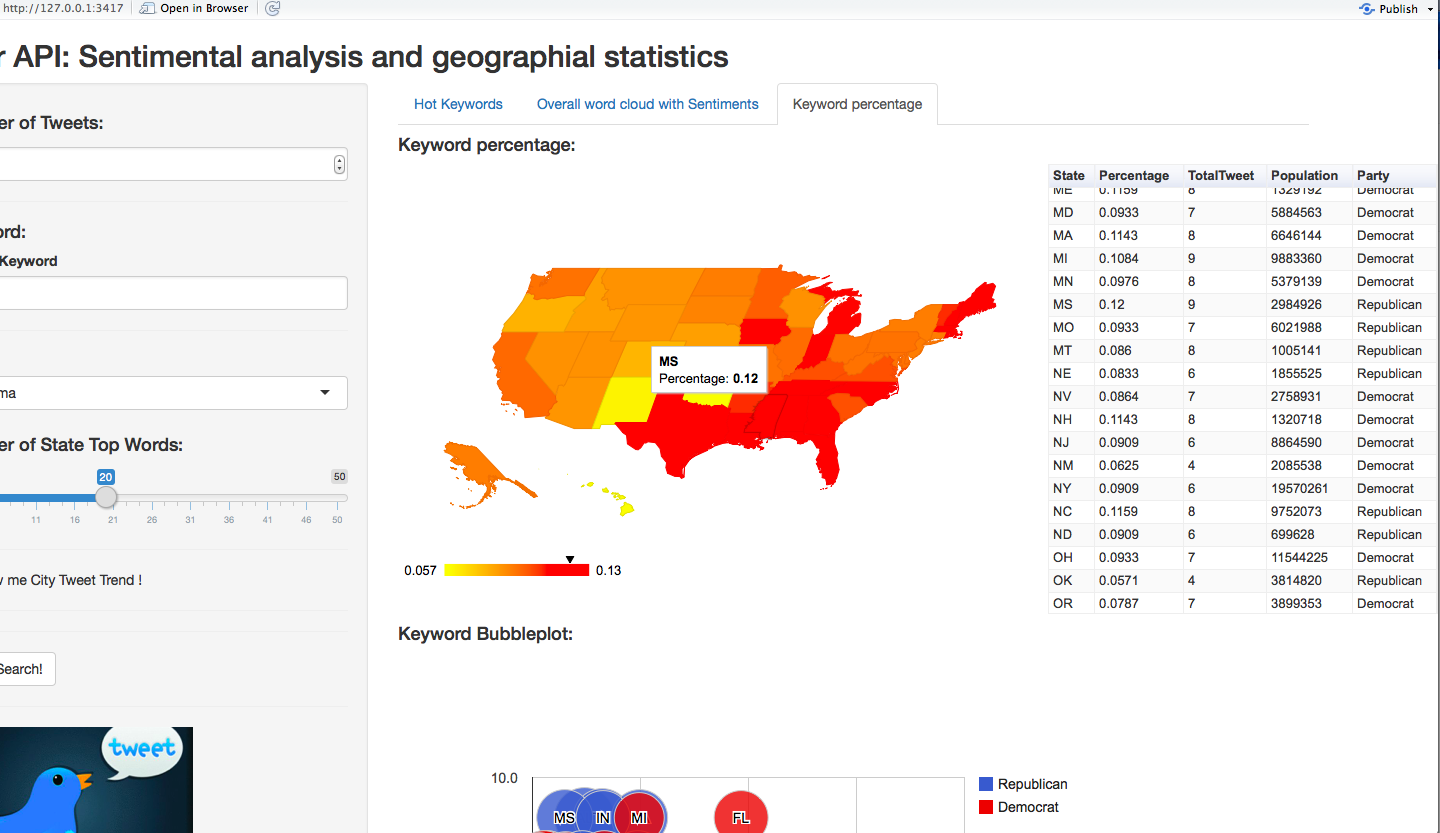 http://127.0.0.1:3417 Open in Browser Publish
r API: Sentimental analysis and geographial statistics
Hot Keywords Overall word cloud with Sentiments Keyword percentage
er of Tweets:
ord:
Keyword
ma
er of State Top Words:
20 50
11 16 21 26 31 36 41 46 50
w me City Tweet Trend !
Search!
tweet
Keyword percentage:
MS
Percentage: 0.12
0.057 0.13
State Percentage TotalTweet Population Party
ME 0.1159 8 1329192 Democrat
MD 0.0933 7 5884563 Democrat
MA 0.1143 8 6646144 Democrat
MI 0.1084 9 9883360 Democrat
MN 0.0976 8 5379139 Democrat
MS 0.12 9 2984926 Republican
MO 0.0933 7 6021988 Republican
MT 0.086 8 1005141 Republican
NE 0.0833 6 1855525 Republican
NV 0.0864 7 2758931 Democrat
NH 0.1143 8 1320718 Democrat
NJ 0.0909 6 8864590 Democrat
NM 0.0625 4 2085538 Democrat
NY 0.0909 6 19570261 Democrat
NC 0.1159 8 9752073 Republican
ND 0.0909 6 699628 Republican
OH 0.0933 7 11544225 Democrat
OK 0.0571 4 3814820 Republican
OR 0.0787 7 3899353 Democrat
Keyword Bubbleplot:
10.0
MS IN MI FL
Republican
Democrat